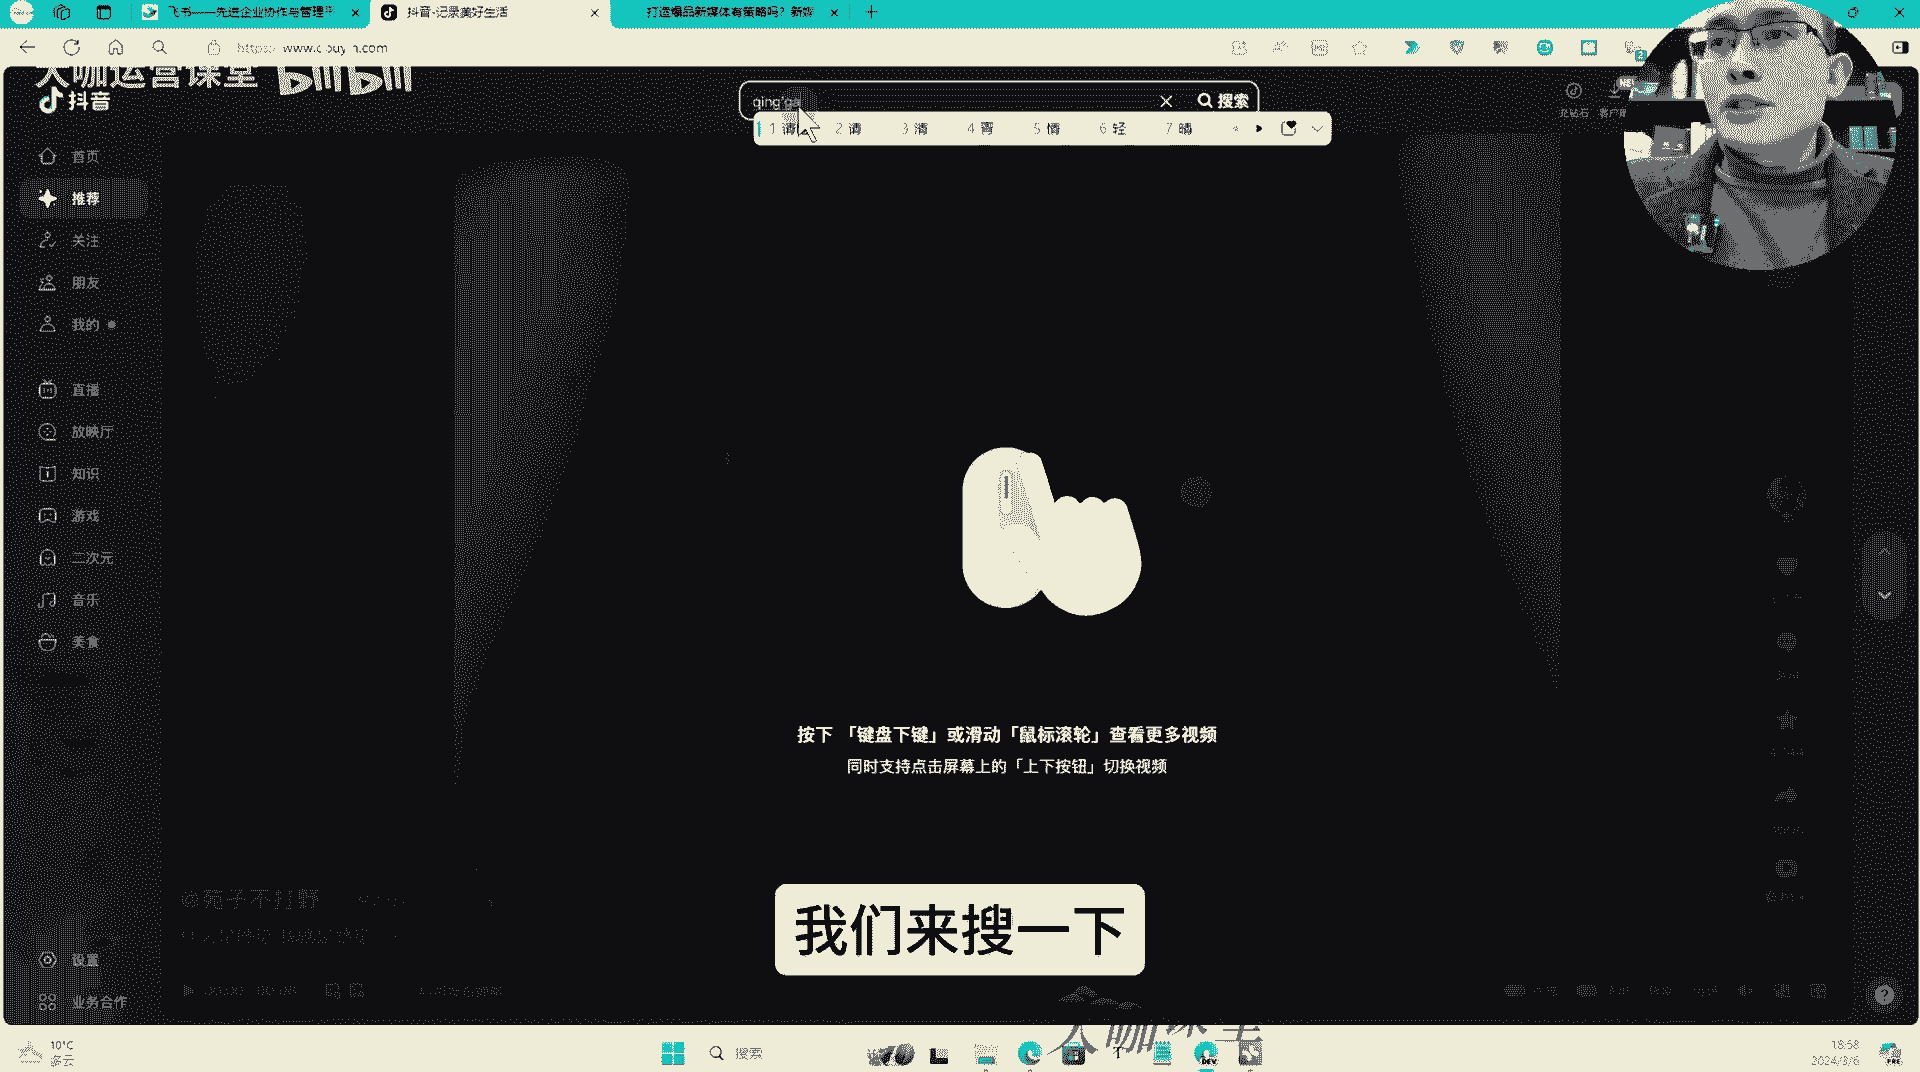 飞书——先进企业协作与管理平
抖音-记录美好生活
打造爆品新媒体有策略吗？新媒
https://www.douyin.com
大咖运营课堂 bilibili
抖音
qing'ga
搜索
1 请 2 请 3 清 4 青 5 情 6 轻 7 晴
首页
推荐
关注
朋友
我的
直播
放映厅
知识
游戏
二次元
音乐
美食
按下 「键盘下键」或滑动「鼠标滚轮」查看更多视频
同时支持点击屏幕上的「上下按钮」切换视频
我们来搜一下
设置
业务合作
大咖课堂
10°C
多云
搜索
18:58
2024/3/6